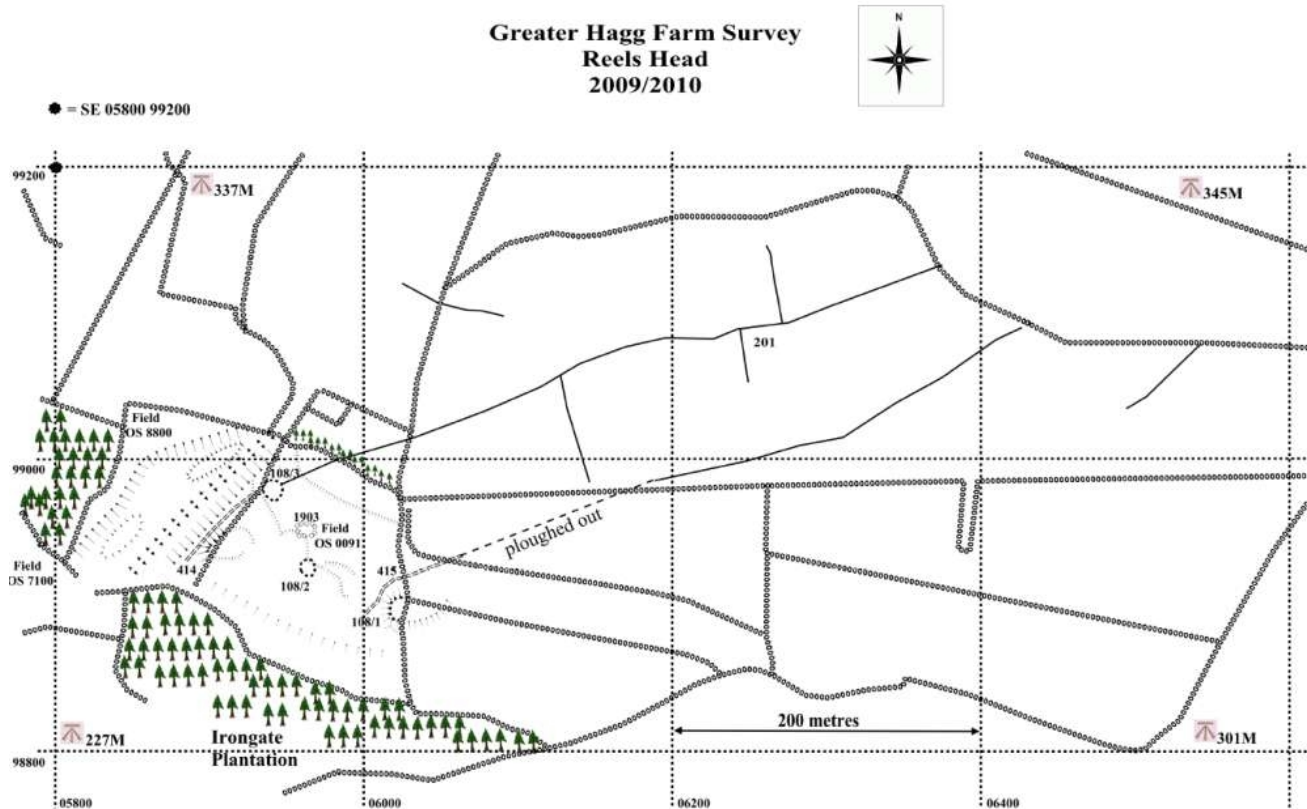 Greater Hagg Farm Survey
Reels Head
2009/2010
N
= SE 05800 99200
99200
337M
345M
201
Field
OS 8800
99000
108/3
1903
Field
OS 0091
ploughed out
414
415
Field
OS 7100
108/2
108/1
200 metres
227M
Irongate
Plantation
301M
98800
05800
06000
06200
06400